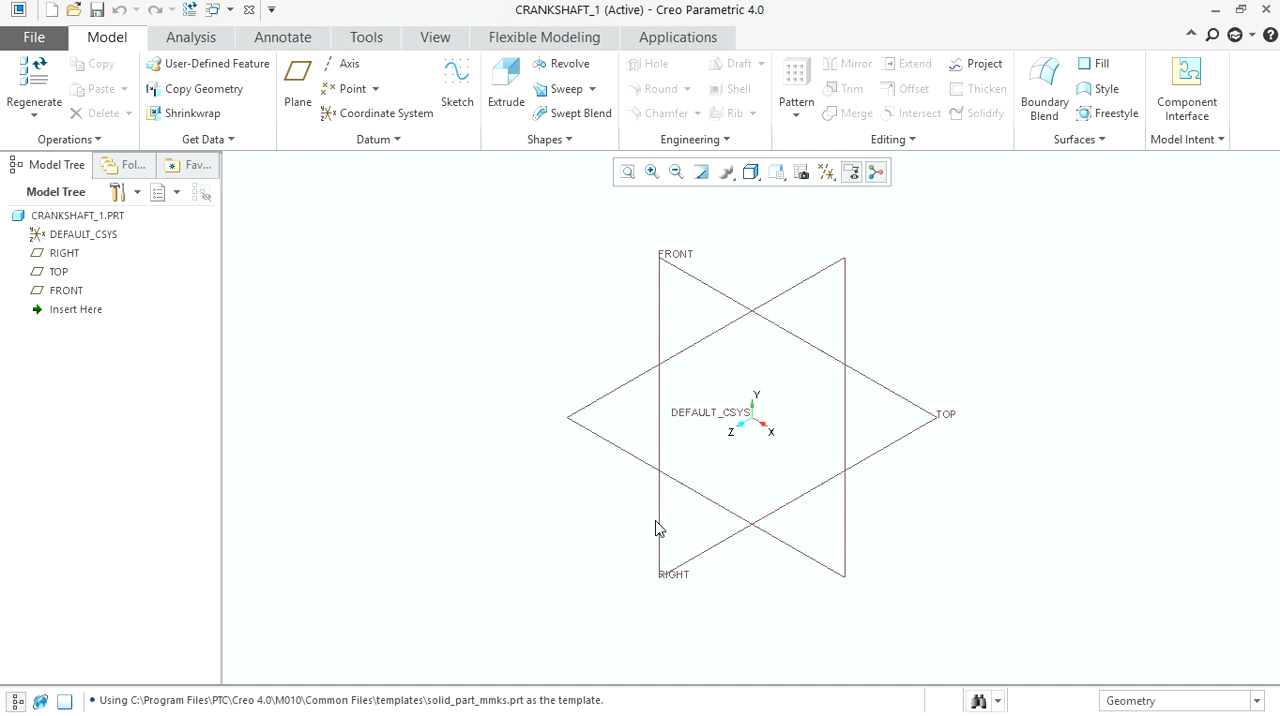 CRANKSHAFT_1 (Active) - Creo Parametric 4.0
File Model Analysis Annotate Tools View Flexible Modeling Applications
Regenerate
Copy
Paste
Delete
Operations
User-Defined Feature
Copy Geometry
Shrinkwrap
Get Data
Plane
Axis
Point
Coordinate System
Sketch
Datum
Extrude
Revolve
Sweep
Swept Blend
Shapes
Hole
Round
Chamfer
Draft
Shell
Rib
Engineering
Pattern
Mirror
Trim
Merge
Extend
Offset
Intersect
Project
Thicken
Solidify
Editing
Boundary
Blend
Fill
Style
Freestyle
Surfaces
Component
Interface
Model Intent
Model Tree Fol... Fav...
Model Tree
CRANKSHAFT_1.PRT
DEFAULT_CSYS
RIGHT
TOP
FRONT
Insert Here
FRONT
Y
DEFAULT_CSYS
TOP
Z X
RIGHT
• Using C:\Program Files\PTC\Creo 4.0\M010\Common Files\templates\solid_part_mmks.prt as the template.
Geometry